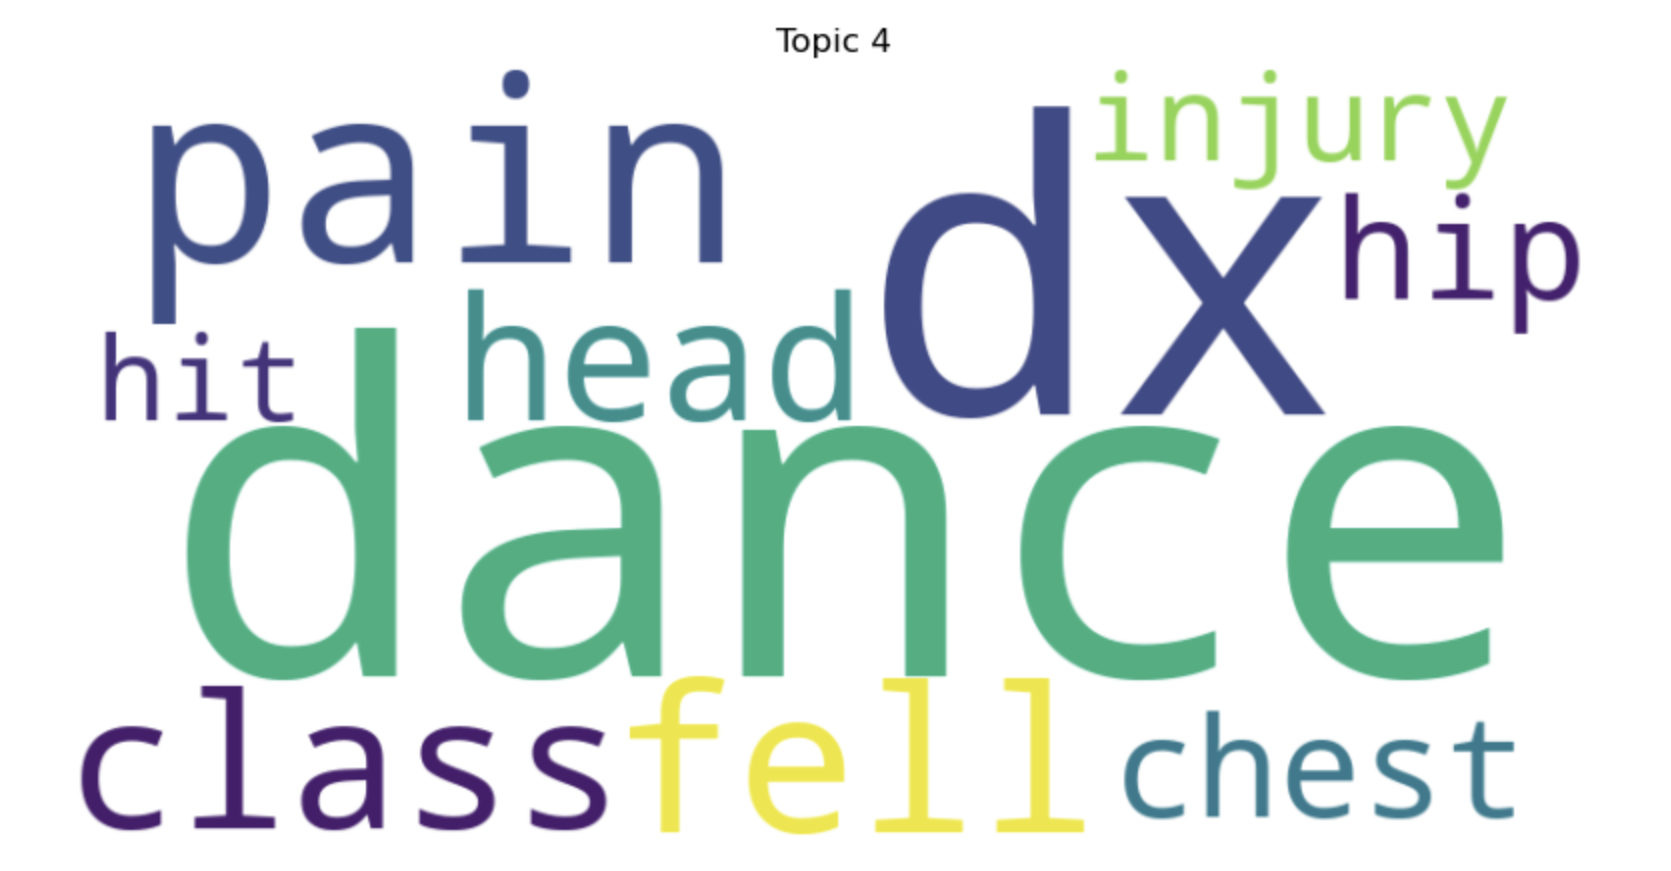 Topic 4
pain
injury
dx
hip
hit
head
dance
class
fell
chest